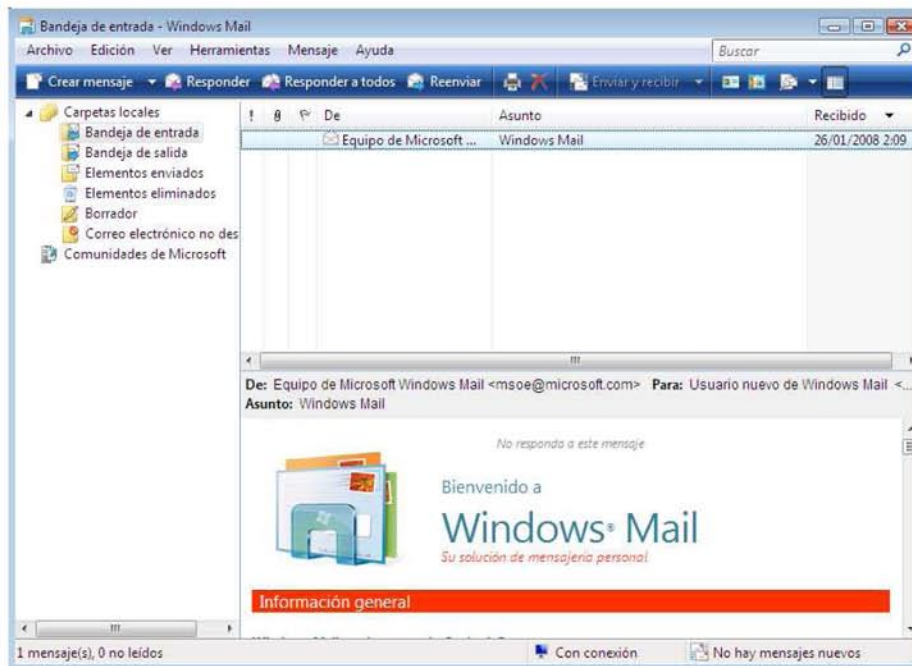 Bandeja de entrada - Windows Mail
Archivo Edición Ver Herramientas Mensaje Ayuda
Buscar
Crear mensaje Responder Responder a todos Reenviar Enviar y recibir
Carpetas locales
Bandeja de entrada
Bandeja de salida
Elementos enviados
Elementos eliminados
Borrador
Correo electrónico no des
Comunidades de Microsoft
! De Asunto Recibido
Equipo de Microsoft ... Windows Mail 26/01/2008 2:09
De: Equipo de Microsoft Windows Mail <msoe@microsoft.com> Para: Usuario nuevo de Windows Mail <...
Asunto: Windows Mail
No responda a este mensaje
Bienvenido a
Windows® Mail
Su solución de mensajería personal
Información general
1 mensaje(s), 0 no leídos
Con conexión
No hay mensajes nuevos